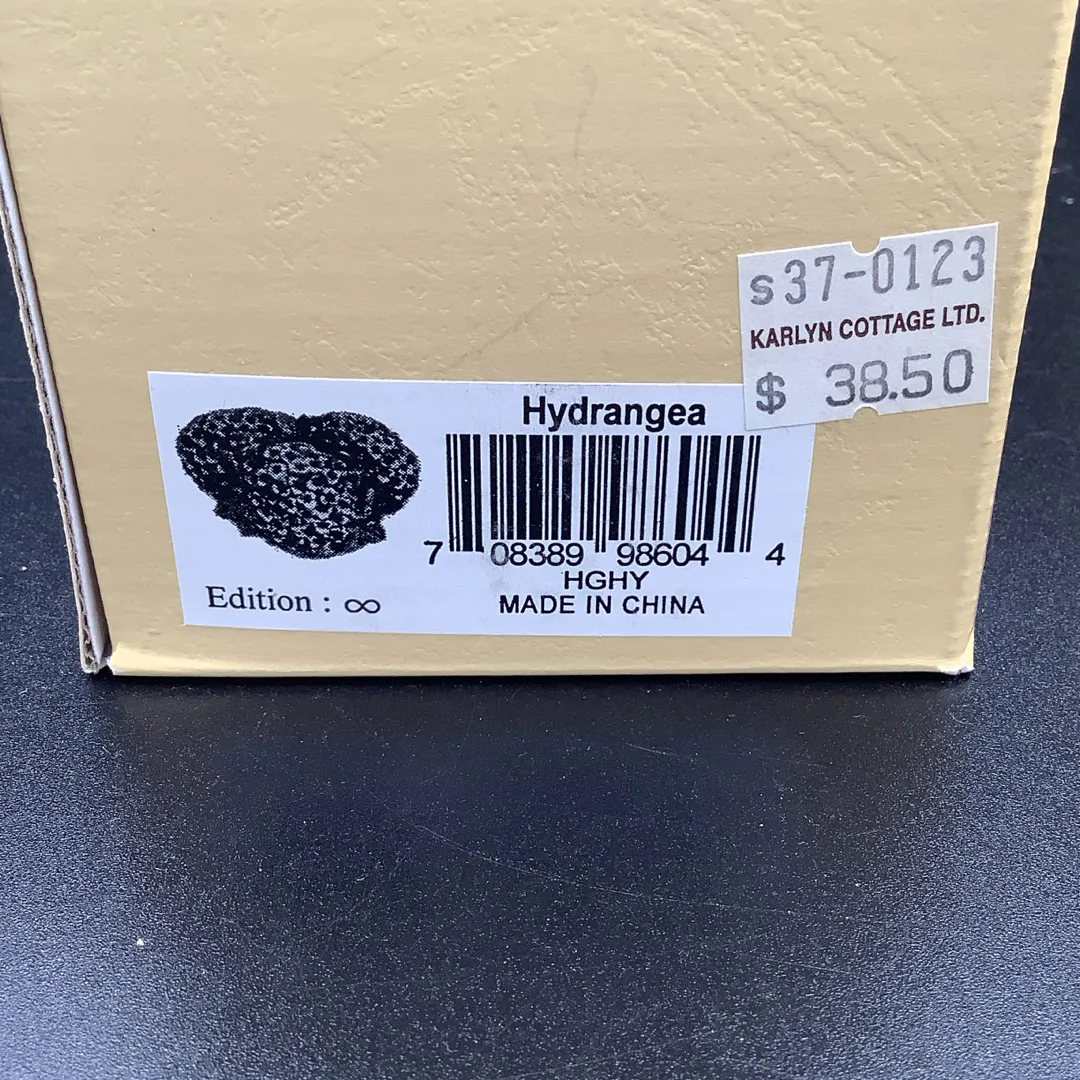 s37-0123
KARLYN COTTAGE LTD.
$ 38.50
Hydrangea
7 08389 98604 4
HGHY
MADE IN CHINA
Edition : ∞